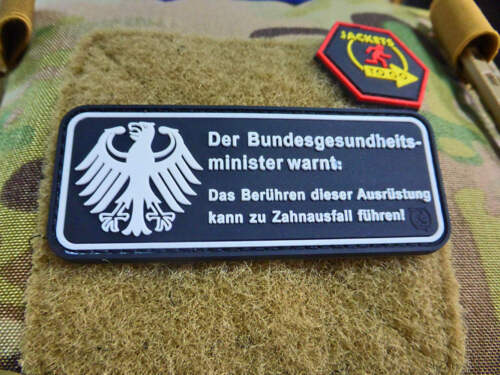 JACKETS
TO GO
Der Bundesgesundheits-
minister warnt:
Das Berühren dieser Ausrüstung
kann zu Zahnausfall führen!